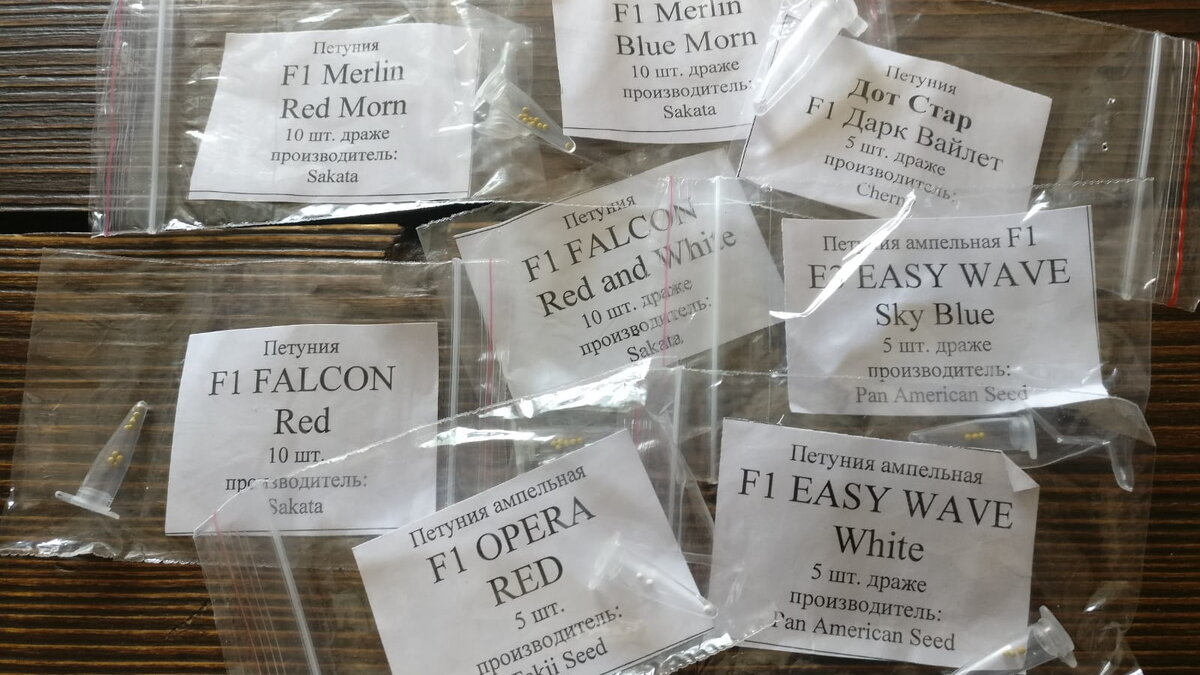 Петуния
F1 Merlin
Red Morn
10 шт. драже
производитель:
Sakata
F1 Merlin
Blue Morn
10 шт. драже
производитель:
Sakata
Петуния
Дот Стар
F1 Дарк Вайлет
5 шт. драже
производитель:
Петуния
F1 FALCON
Red and White
10 шт. драже
производитель:
Sakata
Петуния ампельная F1
EASY WAVE
Sky Blue
5 шт. драже
производитель:
Pan American Seed
Петуния
F1 FALCON
Red
10 шт.
производитель:
Sakata
Петуния ампельная
F1 OPERA
RED
5 шт.
производитель:
Seed
Петуния ампельная
F1 EASY WAVE
White
5 шт. драже
производитель:
Pan American Seed